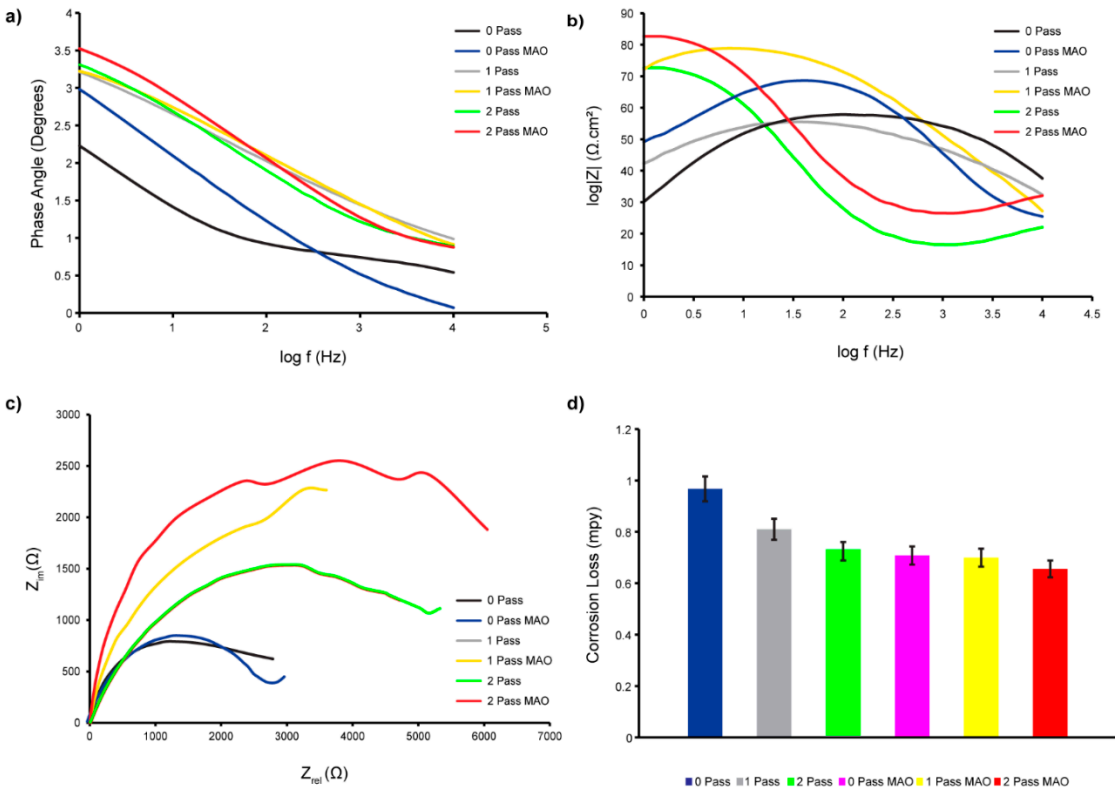 a)
Phase Angle (Degrees)
4
3.5
3
2.5
2
1.5
1
0.5
0
0 1 2 3 4 5
log f (Hz)
0 Pass
0 Pass MAO
1 Pass
1 Pass MAO
2 Pass
2 Pass MAO
b)
log|Z| (Ω.cm²)
90
80
70
60
50
40
30
20
10
0
0 0.5 1 1.5 2 2.5 3 3.5 4 4.5
log f (Hz)
0 Pass
0 Pass MAO
1 Pass
1 Pass MAO
2 Pass
2 Pass MAO
c)
Zim(Ω)
3000
2500
2000
1500
1000
500
0
0 1000 2000 3000 4000 5000 6000 7000
Zrel (Ω)
0 Pass
0 Pass MAO
1 Pass
1 Pass MAO
2 Pass
2 Pass MAO
d)
Corrosion Loss (mpy)
1.2
1
0.8
0.6
0.4
0.2
0
0 Pass 1 Pass 2 Pass 0 Pass MAO 1 Pass MAO 2 Pass MAO